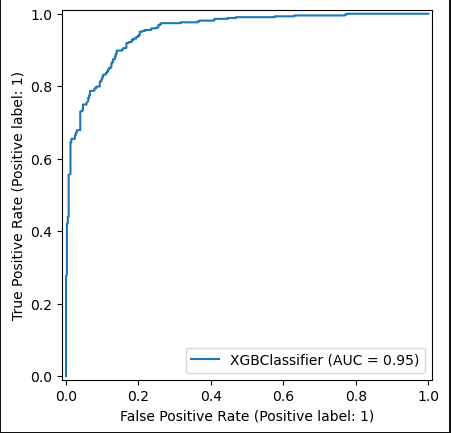 1.0
0.8
0.6
0.4
0.2
0.0
True Positive Rate (Positive label: 1)
XGBClassifier (AUC = 0.95)
0.0 0.2 0.4 0.6 0.8 1.0
False Positive Rate (Positive label: 1)